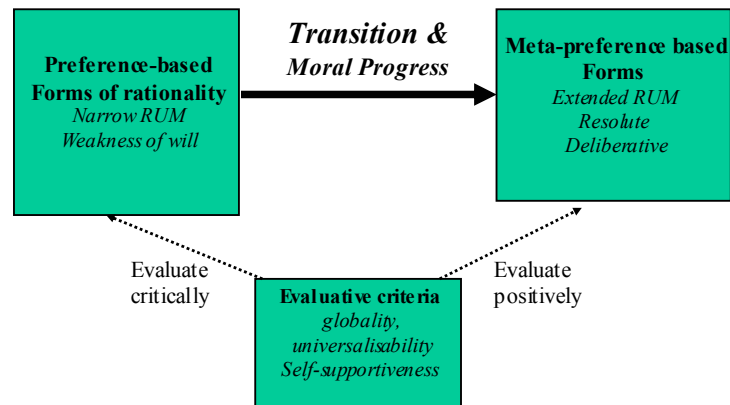 Preference-based
Forms of rationality
Narrow RUM
Weakness of will
Transition &
Moral Progress
Meta-preference based
Forms
Extended RUM
Resolute
Deliberative
Evaluate
critically
Evaluate
positively
Evaluative criteria
globality,
universalisability
Self-supportiveness